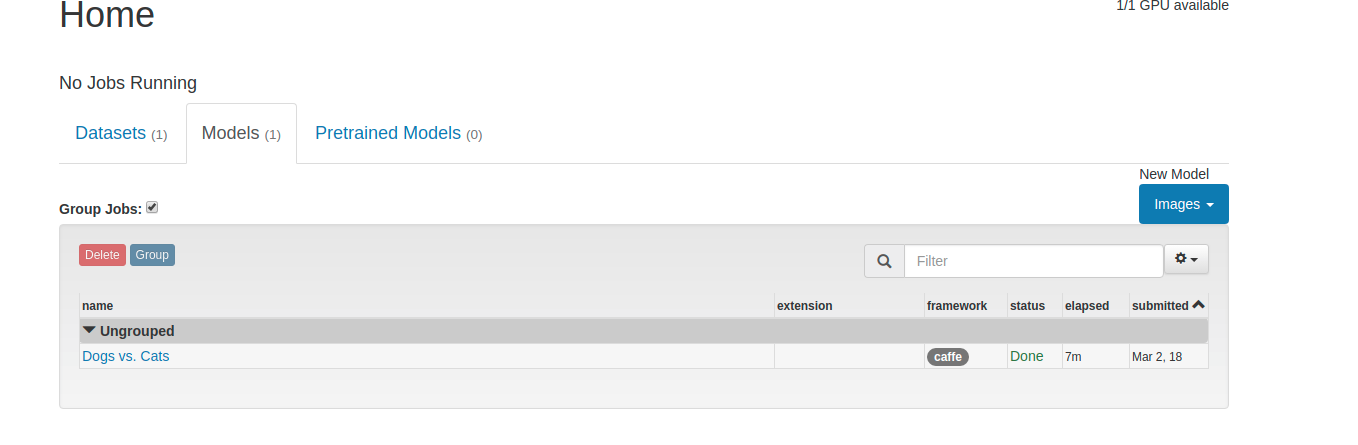 Home
1/1 GPU available
No Jobs Running
Datasets (1) Models (1) Pretrained Models (0)
New Model
Images
Group Jobs:
Delete Group Filter
name extension framework status elapsed submitted
Ungrouped
Dogs vs. Cats caffe Done 7m Mar 2, 18